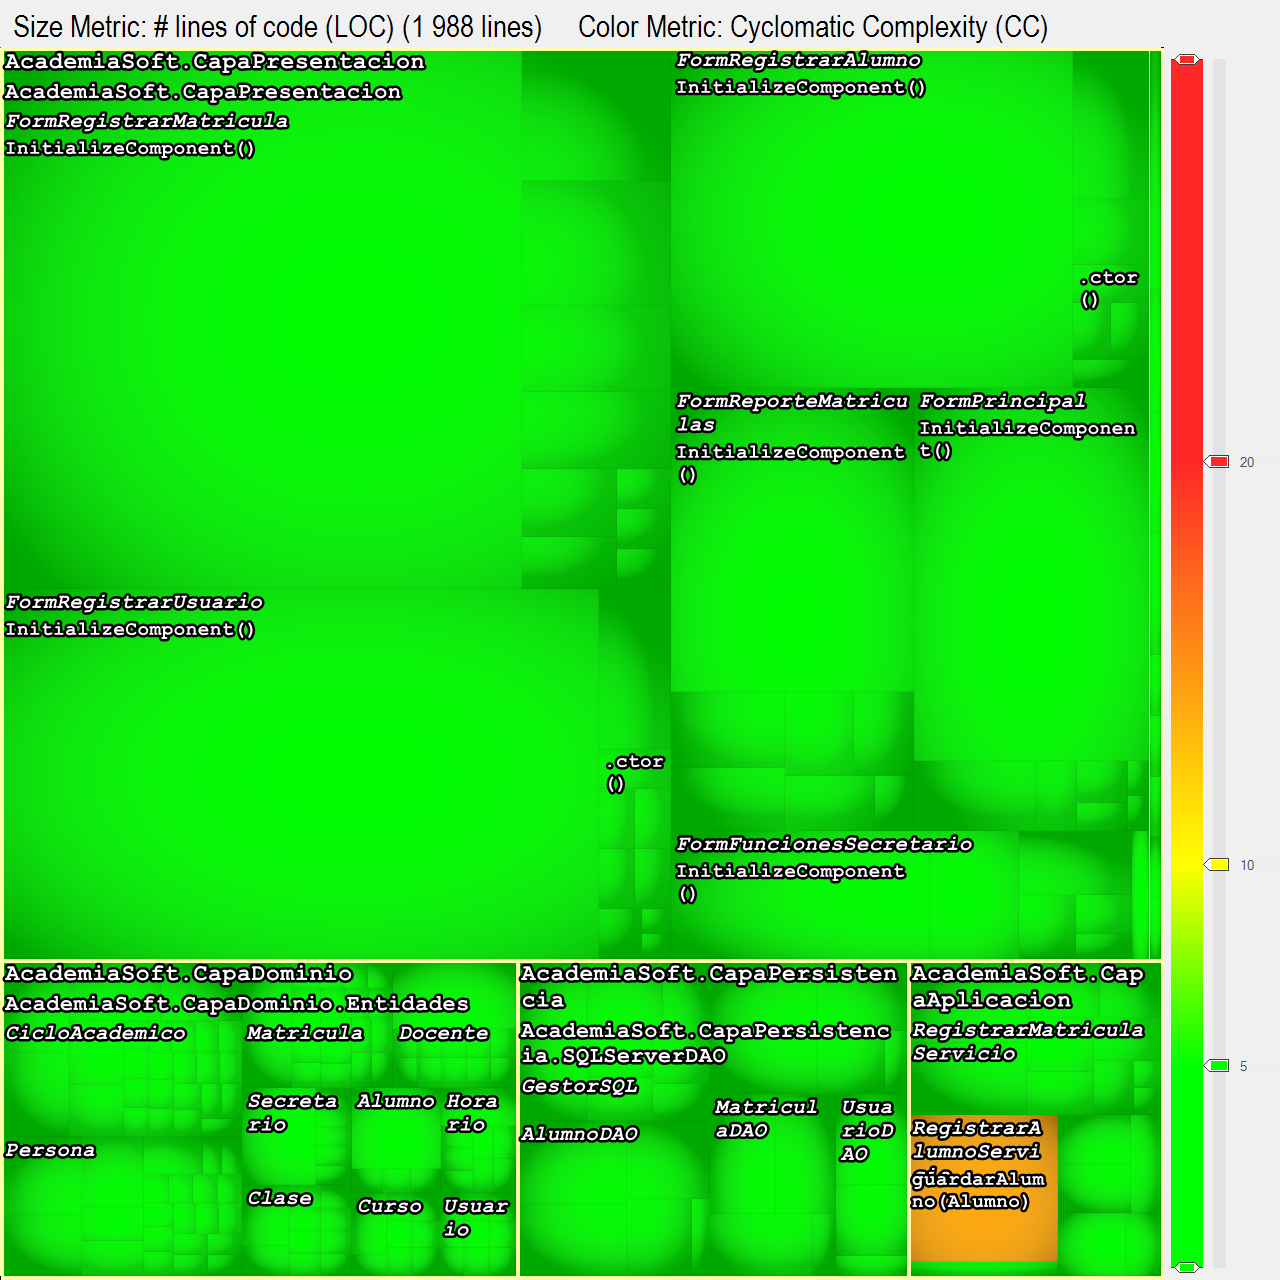 Size Metric: # lines of code (LOC) (1 988 lines)
Color Metric: Cyclomatic Complexity (CC)
AcademiaSoft.CapaPresentacion
AcademiaSoft.CapaPresentacion
FormRegistrarMatricula
InitializeComponent()
FormRegistrarAlumno
InitializeComponent()
.ctor
()
FormReporteMatricu
las
InitializeComponent
()
FormPrincipal
InitializeComponen
t()
FormRegistrarUsuario
InitializeComponent()
.ctor
()
FormFuncionesSecretario
InitializeComponent
()
AcademiaSoft.CapaDominio
AcademiaSoft.CapaDominio.Entidades
CicloAcademico
Matricula
Docente
Secreta
rio
Alumno
Hora
rio
Persona
Clase
Curso
Usuar
io
AcademiaSoft.CapaPersisten
cia
AcademiaSoft.CapaPersistenc
ia.SQLServerDAO
GestorSQL
AlumnoDAO
Matricul
aDAO
Usua
rioD
AO
AcademiaSoft.Cap
aAplicacion
RegistrarMatricula
Servicio
RegistrarA
lumnoServi
guardarAlum
no(Alumno)
20
10
5